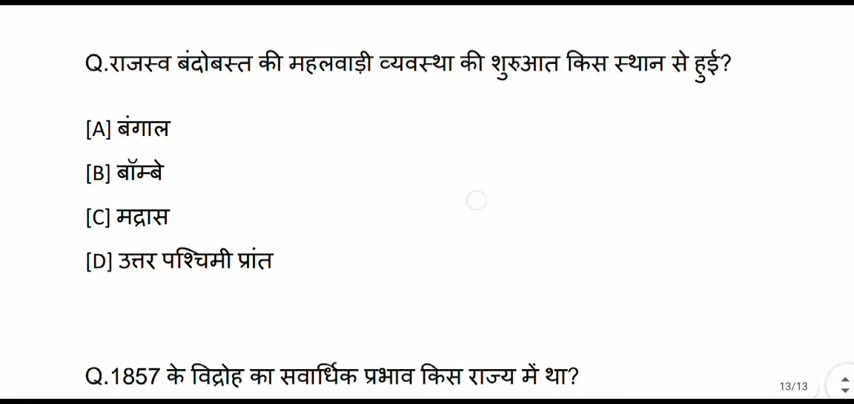 Q.राजस्व बंदोबस्त की महलवाड़ी व्यवस्था की शुरुआत किस स्थान से हुई?
[A] बंगाल
[B] बॉम्बे
[C] मद्रास
[D] उत्तर पश्चिमी प्रांत
Q.1857 के विद्रोह का सवार्धिक प्रभाव किस राज्य में था?
13/13